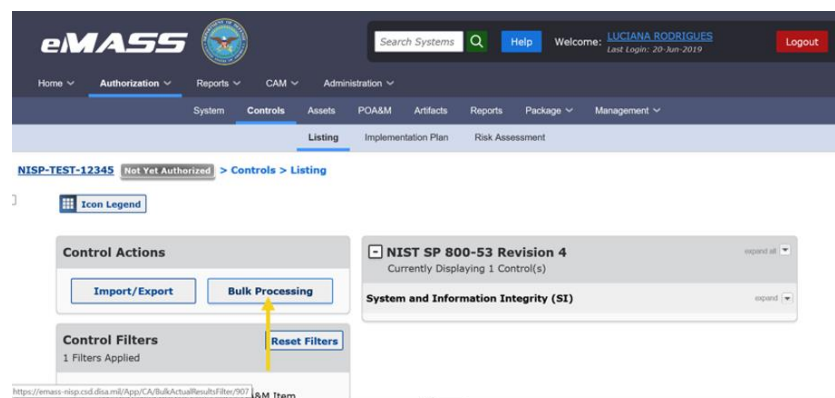 eMASS
Search Systems
Help
Welcome: LUCIANA RODRIGUES
Last Login: 20-Jun-2019
Logout
Home Authorization Reports CAM Administration
System Controls Assets POA&M Artifacts Reports Package Management
Listing Implementation Plan Risk Assessment
NISP-TEST-12345 Not Yet Authorized > Controls > Listing
Icon Legend
Control Actions
Import/Export Bulk Processing
NIST SP 800-53 Revision 4 expand all
Currently Displaying 1 Control(s)
System and Information Integrity (SI) expand
Control Filters Reset Filters
1 Filters Applied
https://emass-nisp.csd.disa.mil/App/CA/BulkActualResultsFilter/907
&M Item